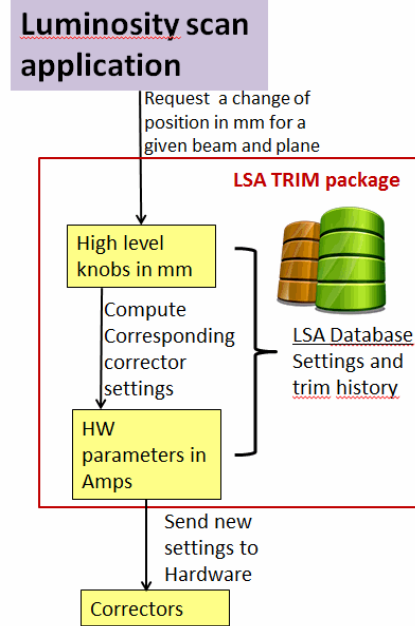 Luminosity scan
application
Request a change of
position in mm for a
given beam and plane
LSA TRIM package
High level
knobs in mm
Compute
Corresponding
corrector
settings
LSA Database
Settings and
trim history
HW
parameters in
Amps
Send new
settings to
Hardware
Correctors